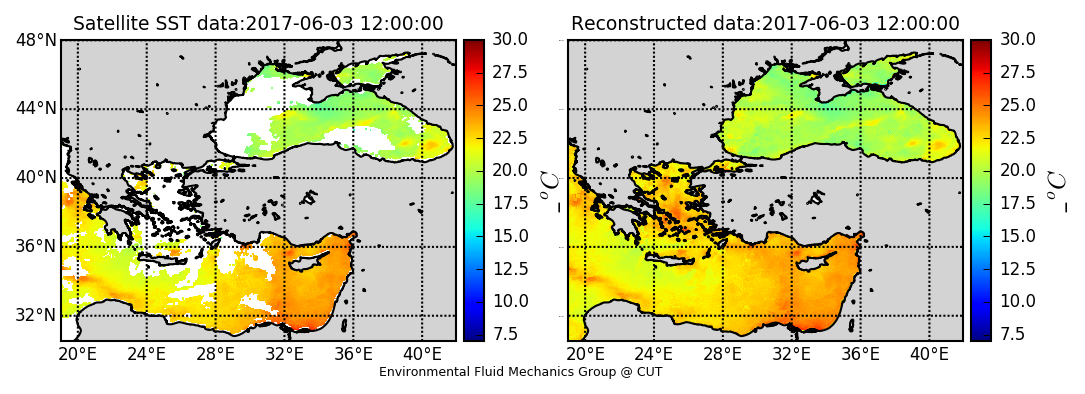 Satellite SST data:2017-06-03 12:00:00
Reconstructed data:2017-06-03 12:00:00
48°N
44°N
40°N
36°N
32°N
20°E 24°E 28°E 32°E 36°E 40°E
30.0
27.5
25.0
22.5
20.0
17.5
15.0
12.5
10.0
7.5
_ °C
20°E 24°E 28°E 32°E 36°E 40°E
30.0
27.5
25.0
22.5
20.0
17.5
15.0
12.5
10.0
7.5
_ °C
Environmental Fluid Mechanics Group @ CUT